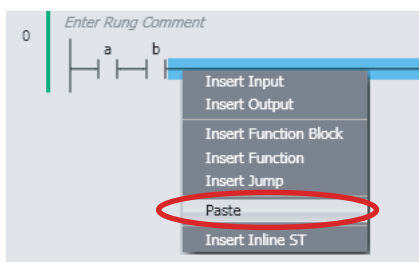 Enter Rung Comment
0
a b
Insert Input
Insert Output
Insert Function Block
Insert Function
Insert Jump
Paste
Insert Inline ST